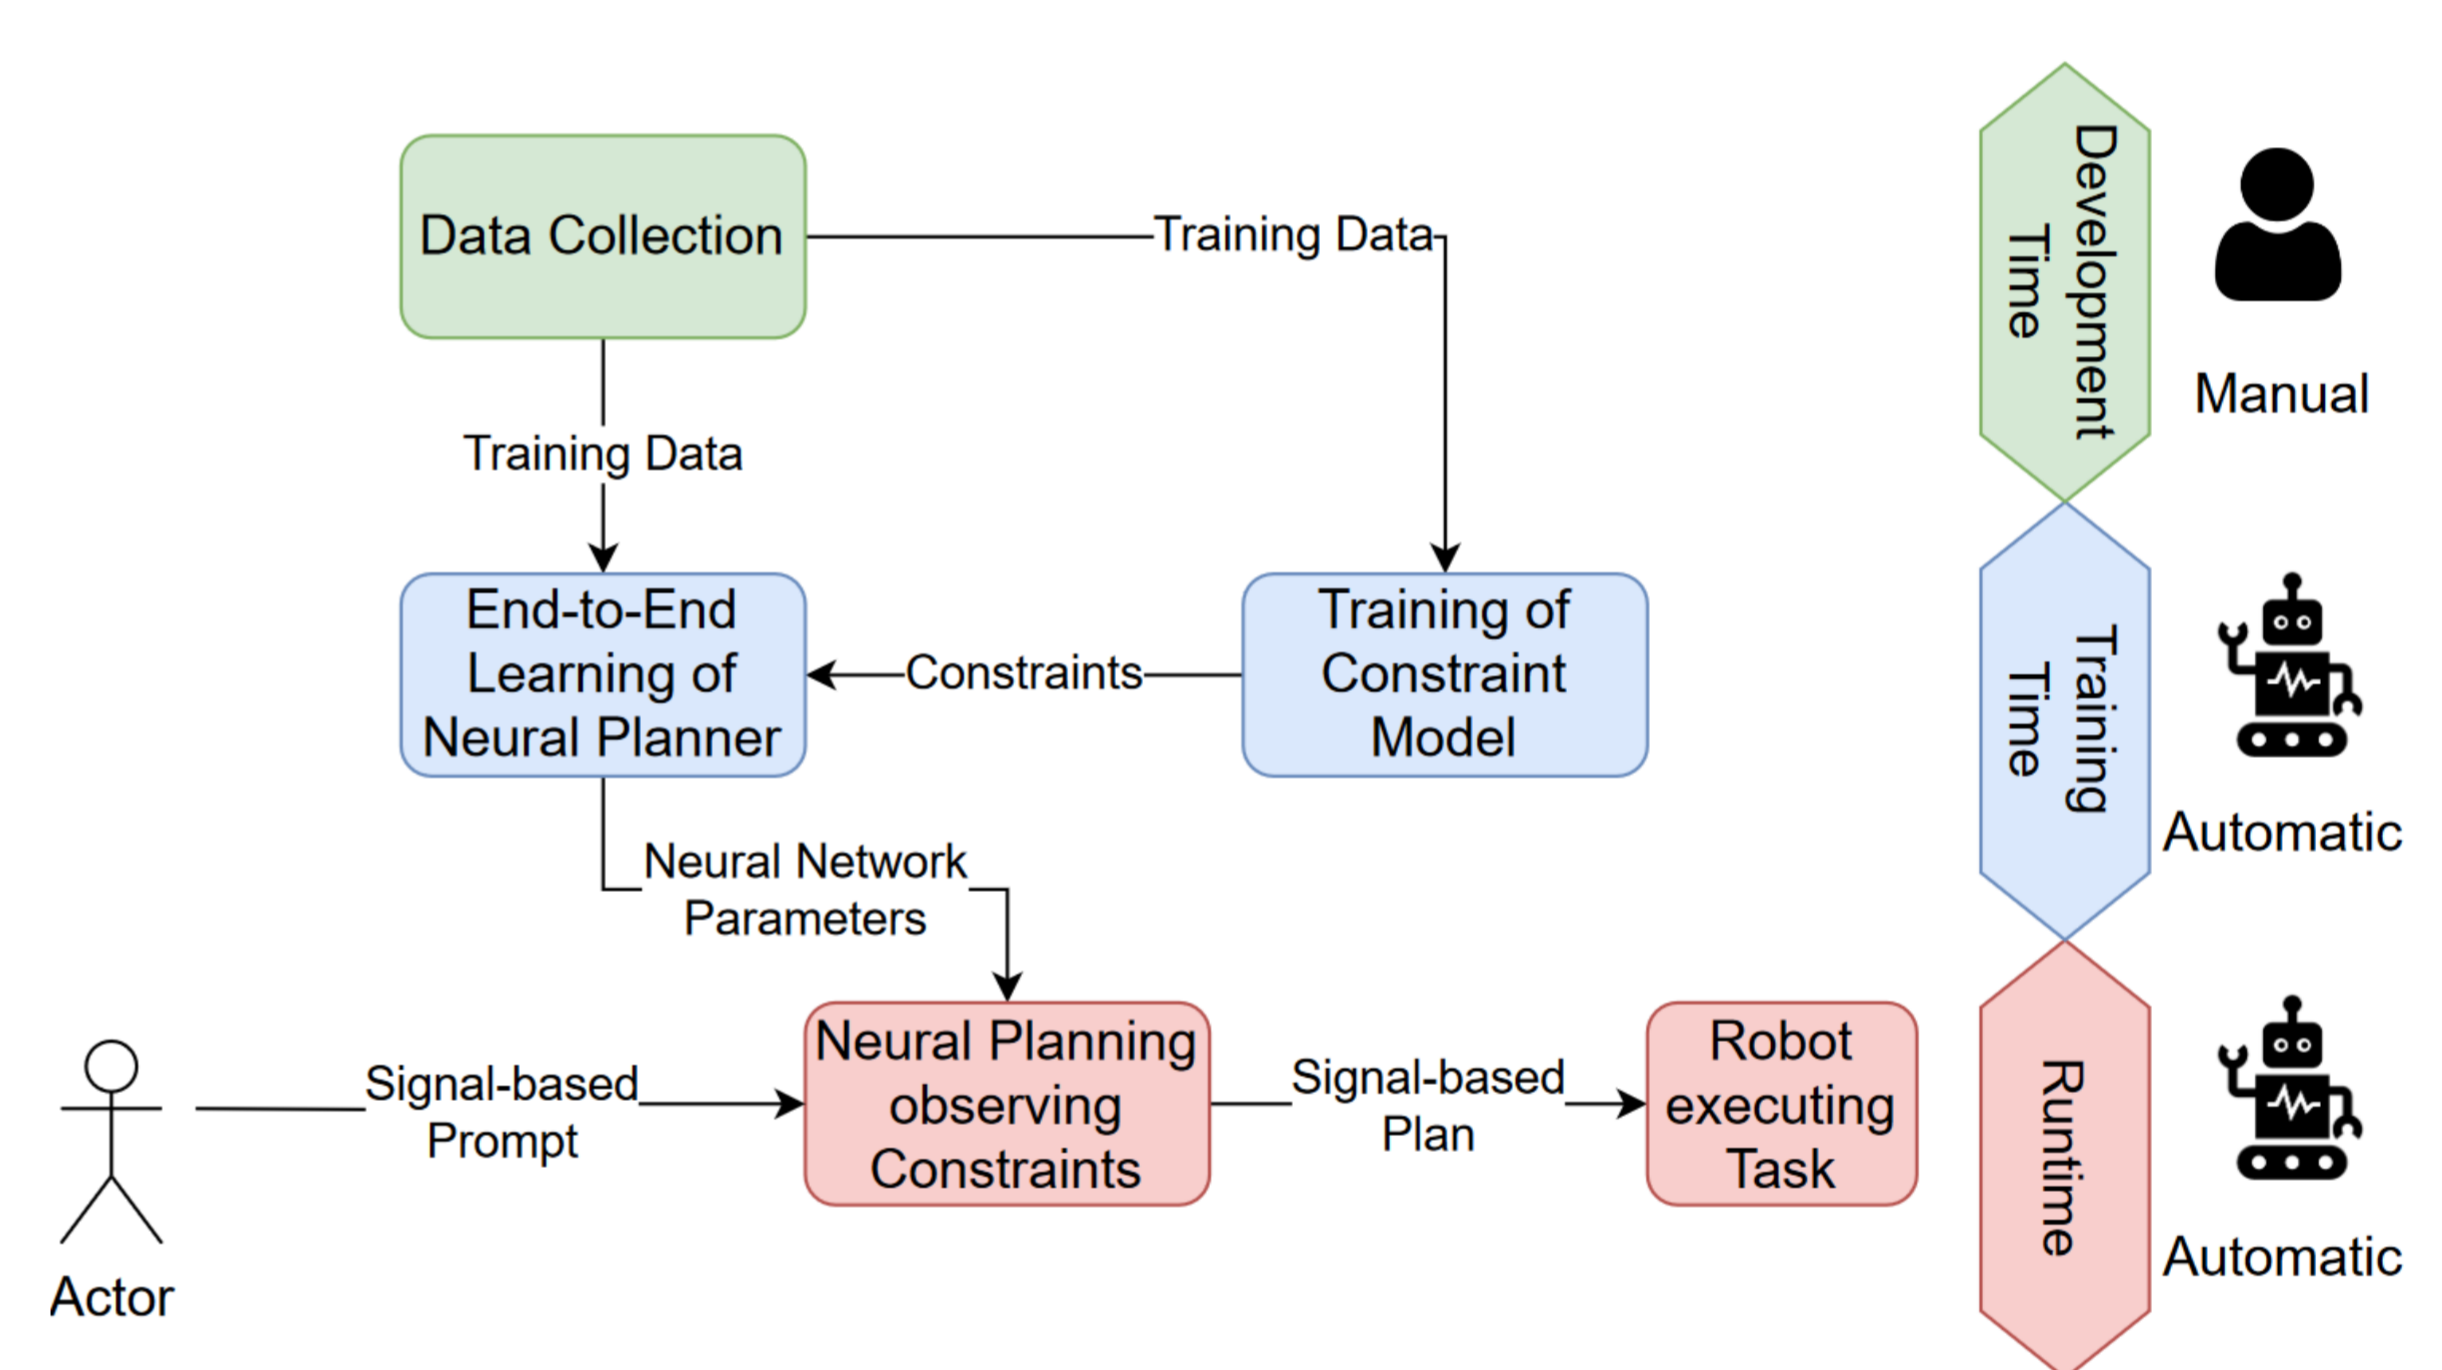 Data Collection
Training Data
Development
Time
Manual
Training Data
End-to-End
Learning of
Neural Planner
Constraints
Training of
Constraint
Model
Training
Time
Automatic
Neural Network
Parameters
Actor
Signal-based
Prompt
Neural Planning
observing
Constraints
Signal-based
Plan
Robot
executing
Task
Runtime
Automatic